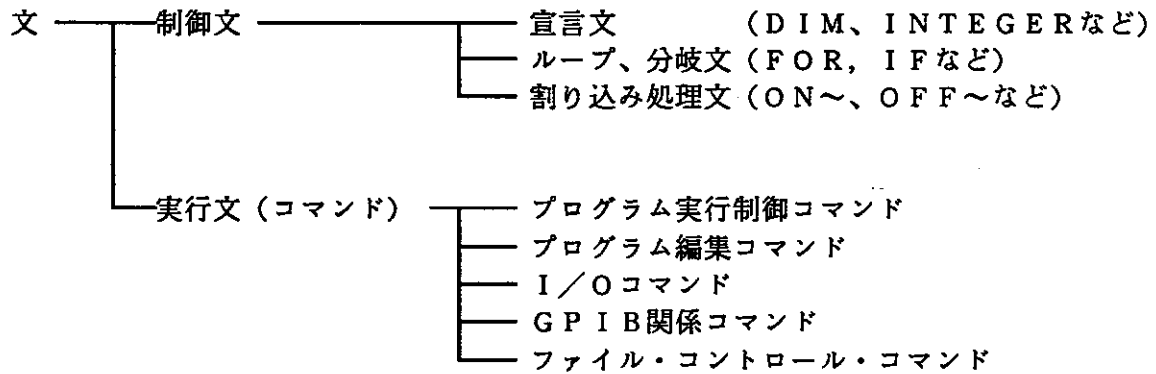 文 制御文 宣言文 (DIM、INTEGERなど)
ループ、分岐文 (FOR, IFなど)
割り込み処理文 (ON～、OFF～など)
実行文 (コマンド) プログラム実行制御コマンド
プログラム編集コマンド
I/Oコマンド
GPIB関係コマンド
ファイル・コントロール・コマンド